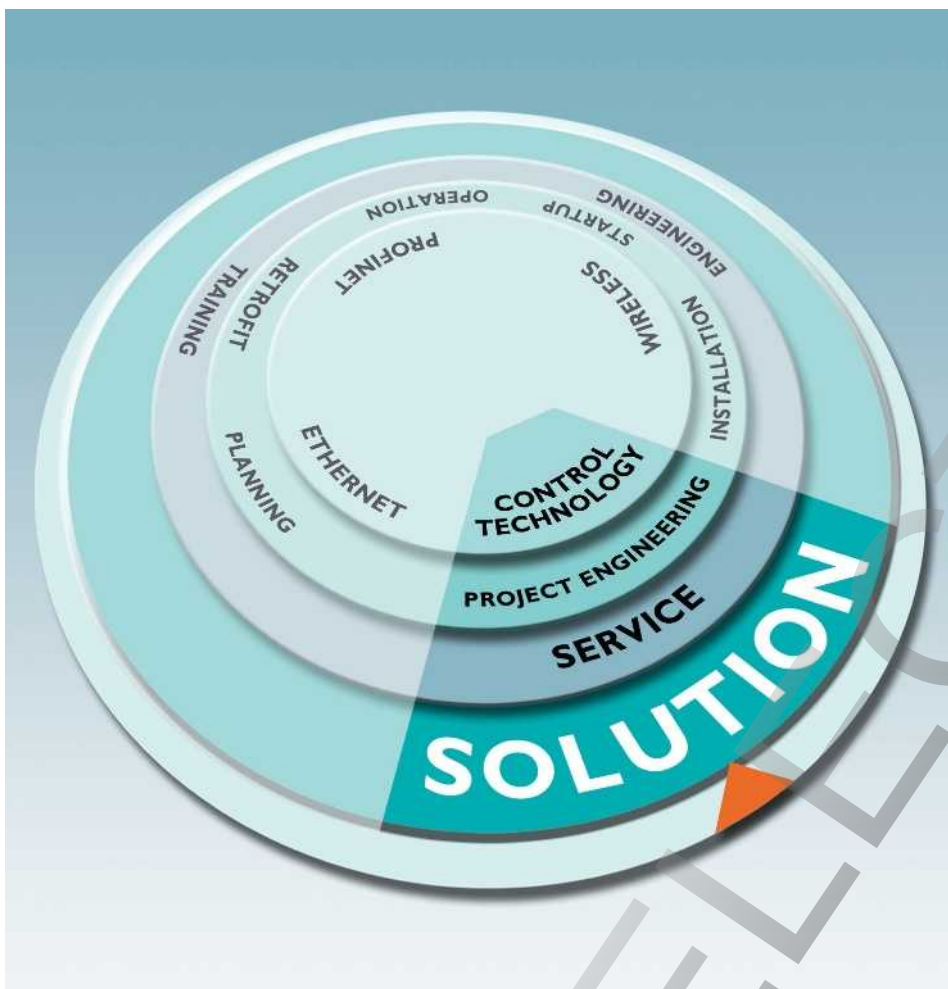 ENGINEERING
OPERATION
STARTUP
PROFINET
WIRELESS
TRAINING
RETROFIT
INSTALLATION
PLANNING
ETHERNET
CONTROL
TECHNOLOGY
PROJECT ENGINEERING
SERVICE
SOLUTION